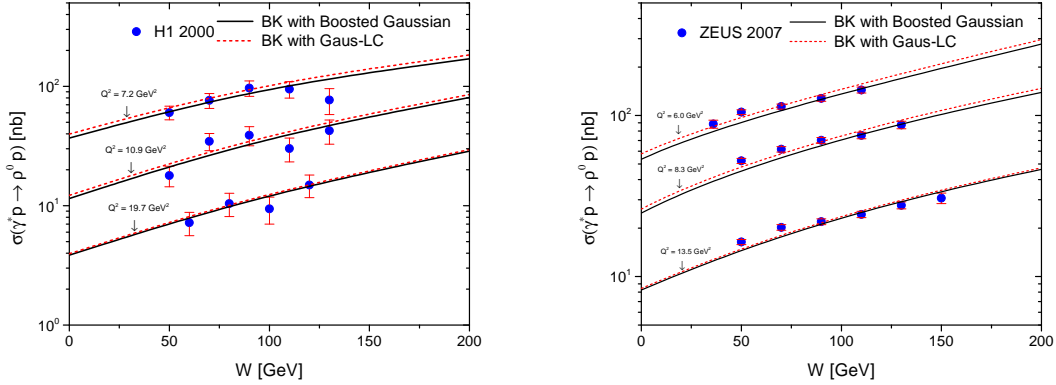 H1 2000
BK with Boosted Gaussian
BK with Gaus-LC
Q² = 7.2 GeV²
Q² = 10.9 GeV²
Q² = 19.7 GeV²
σ(γ*p → ρ⁰ p) [nb]
10²
10¹
10⁰
0 50 100 150 200
W [GeV]
ZEUS 2007
BK with Boosted Gaussian
BK with Gaus-LC
Q² = 6.0 GeV²
Q² = 8.3 GeV²
Q² = 13.5 GeV²
σ(γ*p → ρ⁰ p) [nb]
10²
10¹
0 50 100 150 200
W [GeV]